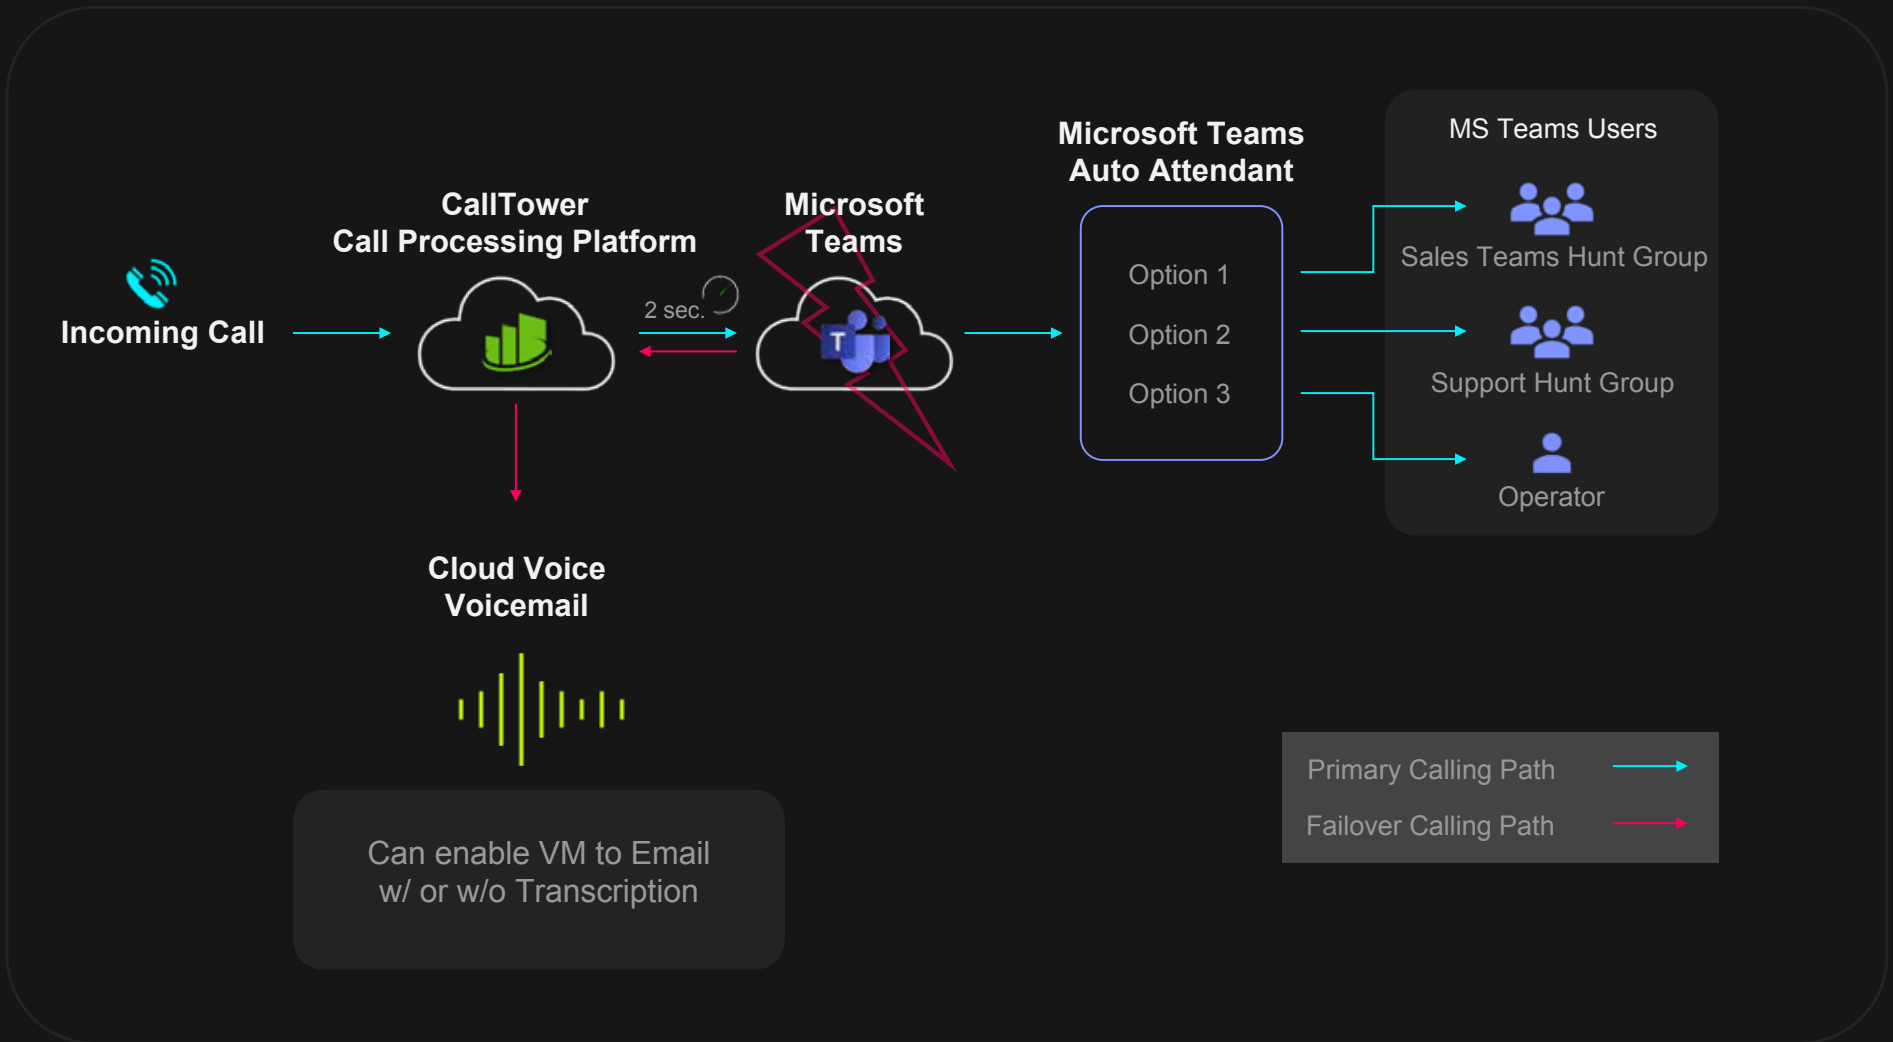 Incoming Call
CallTower
Call Processing Platform
2 sec.
Microsoft
Teams
T
Microsoft Teams
Auto Attendant
Option 1
Option 2
Option 3
MS Teams Users
Sales Teams Hunt Group
Support Hunt Group
Operator
Cloud Voice
Voicemail
Can enable VM to Email
w/ or w/o Transcription
Primary Calling Path
Failover Calling Path